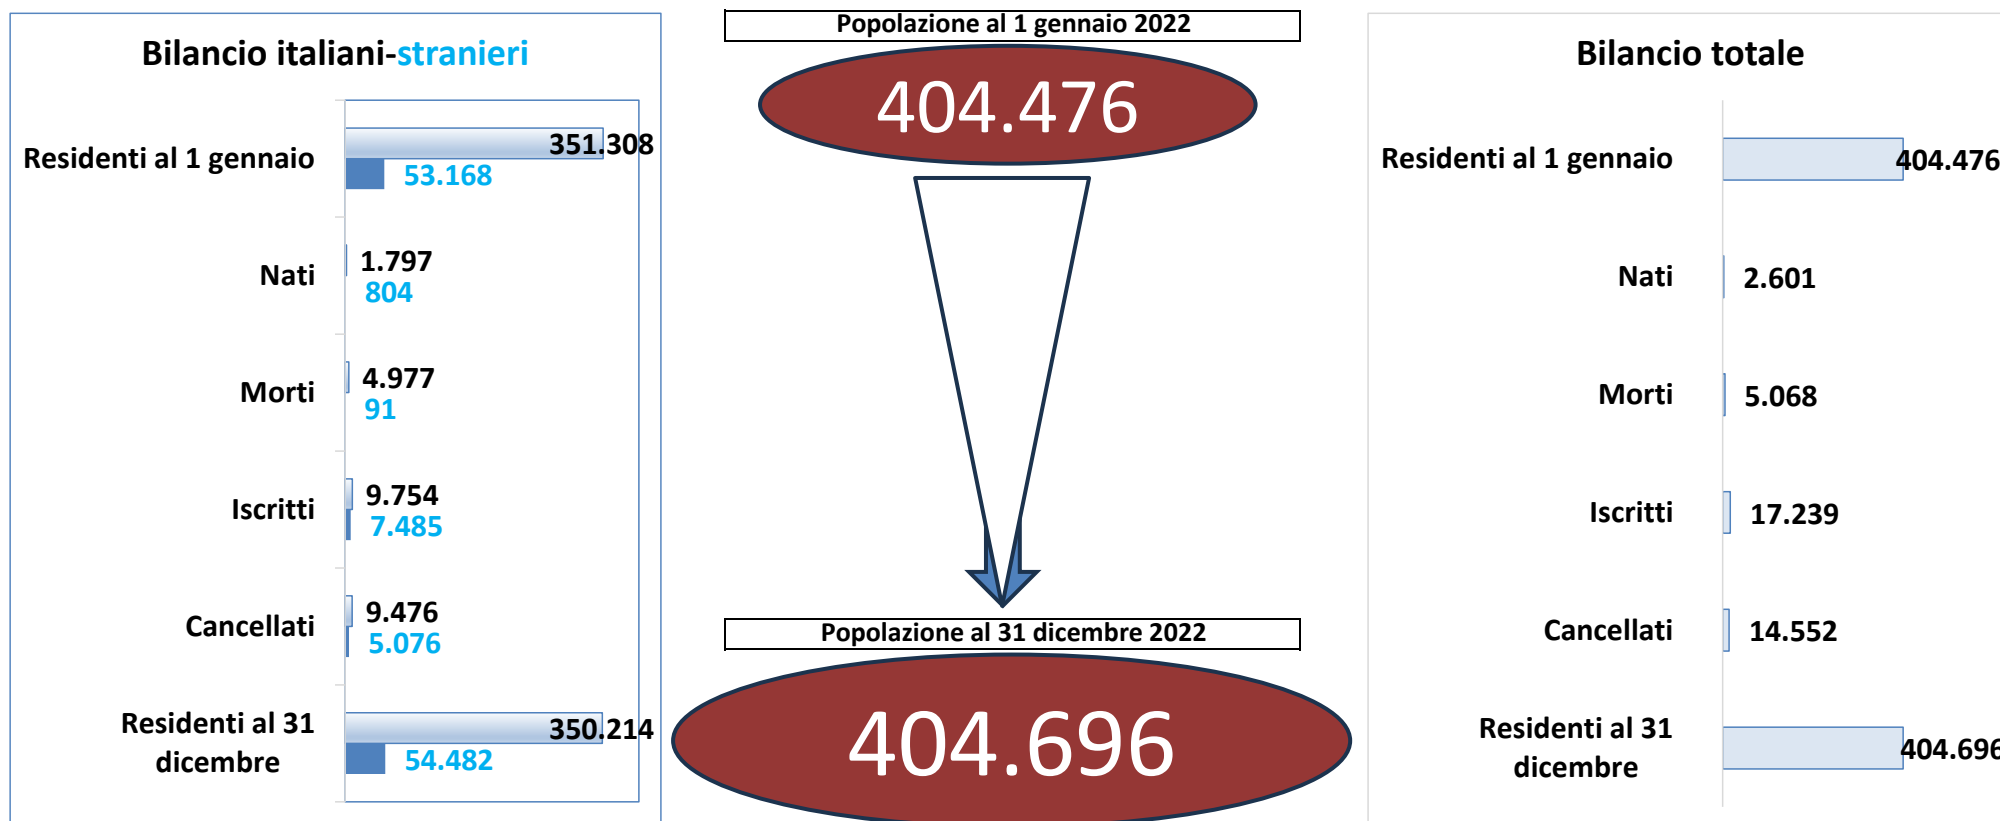 Bilancio italiani-stranieri
Residenti al 1 gennaio
351.308
53.168
Nati
1.797
804
Morti
4.977
91
Iscritti
9.754
7.485
Cancellati
9.476
5.076
Residenti al 31
dicembre
350.214
54.482
Popolazione al 1 gennaio 2022
404.476
Popolazione al 31 dicembre 2022
404.696
Bilancio totale
Residenti al 1 gennaio
404.476
Nati
2.601
Morti
5.068
Iscritti
17.239
Cancellati
14.552
Residenti al 31
dicembre
404.696